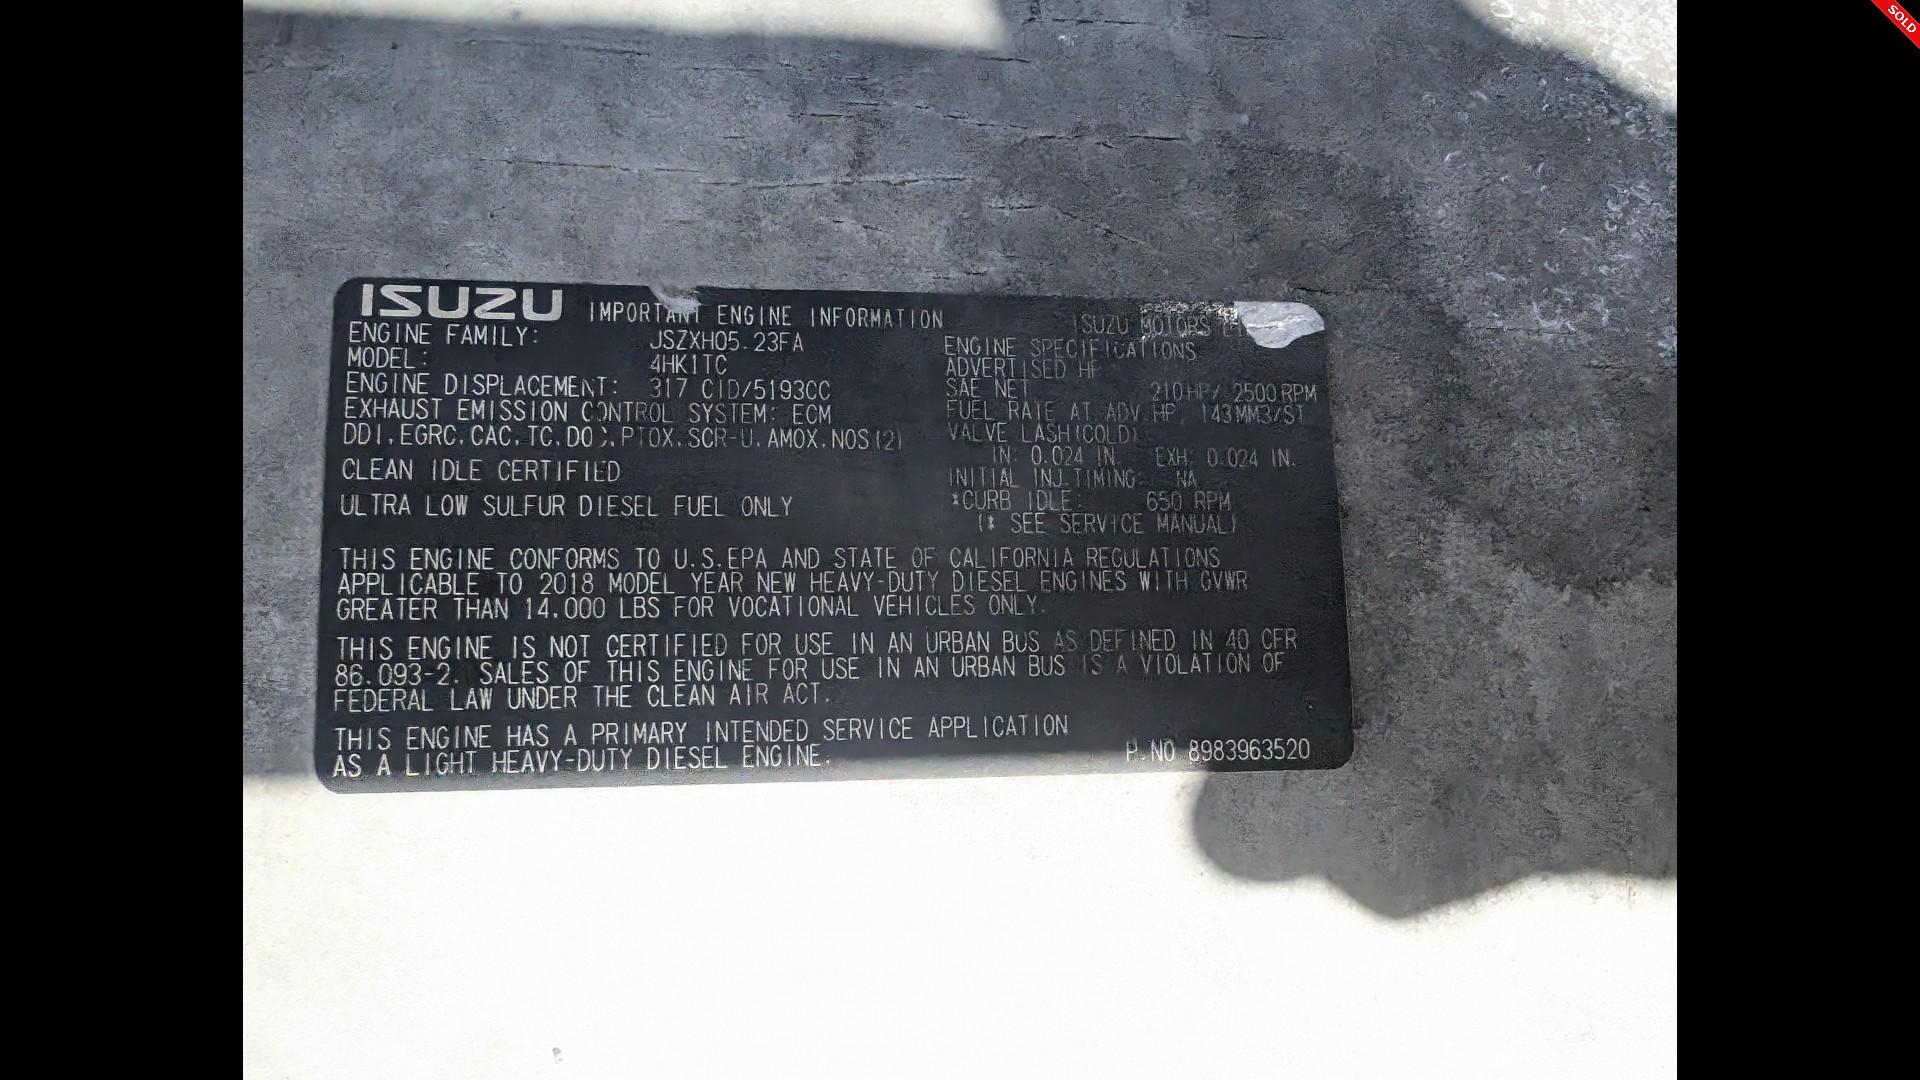 SOLD
ISUZU IMPORTANT ENGINE INFORMATION
ISUZU MOTORS
ENGINE FAMILY: JSZXH05.23FA
MODEL: 4HK1TC
ENGINE DISPLACEMENT: 317 CID/5193CC
EXHAUST EMISSION CONTROL SYSTEM: ECM
DDI.EGRC.CAC.TC.DOC.PTOX.SCR-U.AMOX.NOS(2)
CLEAN IDLE CERTIFIED
ULTRA LOW SULFUR DIESEL FUEL ONLY
ENGINE SPECIFICATIONS
ADVERTISED HP
SAE NET 210HP/ 2500RPM
FUEL RATE AT ADV.HP, 143MM3/ST
VALVE LASH(COLD)
IN: 0.024 IN. EXH: 0.024 IN.
INITIAL INJ.TIMING: NA
*CURB IDLE: 650 RPM
(* SEE SERVICE MANUAL)
THIS ENGINE CONFORMS TO U.S.EPA AND STATE OF CALIFORNIA REGULATIONS
APPLICABLE TO 2018 MODEL YEAR NEW HEAVY-DUTY DIESEL ENGINES WITH GVWR
GREATER THAN 14.000 LBS FOR VOCATIONAL VEHICLES ONLY.
THIS ENGINE IS NOT CERTIFIED FOR USE IN AN URBAN BUS AS DEFINED IN 40 CFR
86.093-2. SALES OF THIS ENGINE FOR USE IN AN URBAN BUS IS A VIOLATION OF
FEDERAL LAW UNDER THE CLEAN AIR ACT.
THIS ENGINE HAS A PRIMARY INTENDED SERVICE APPLICATION
AS A LIGHT HEAVY-DUTY DIESEL ENGINE.
P.NO 8983963520